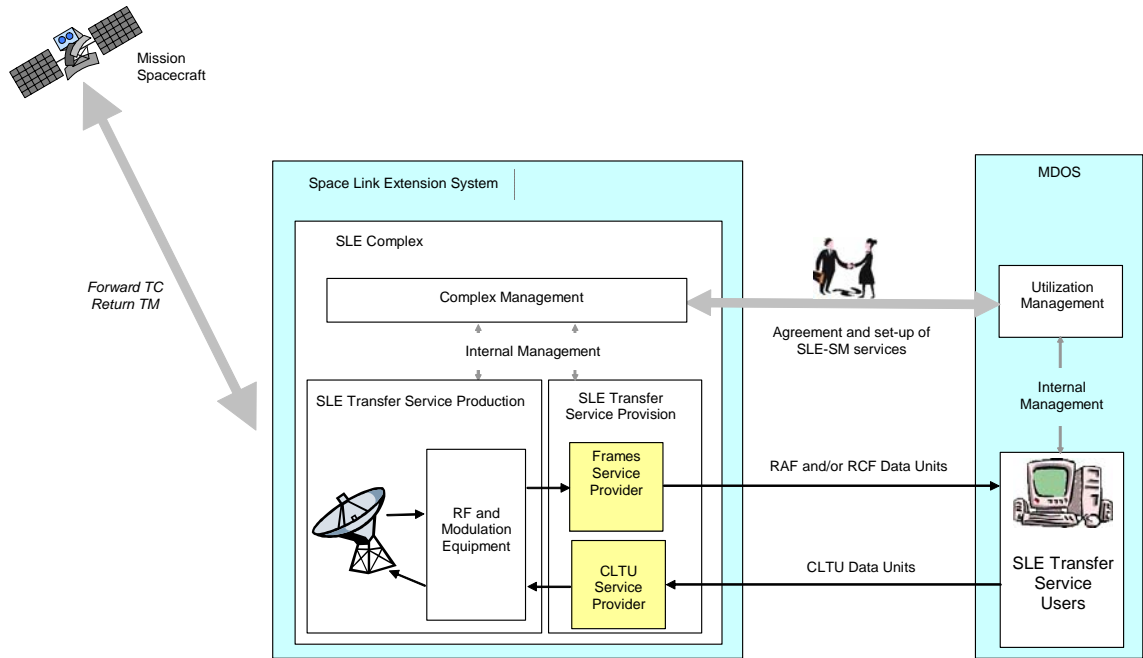 Mission
Spacecraft
Space Link Extension System
MDOS
SLE Complex
Complex Management
Utilization
Management
Forward TC
Return TM
Agreement and set-up of
SLE-SM services
Internal Management
Internal
Management
SLE Transfer Service Production
SLE Transfer
Service Provision
Frames
Service
Provider
RAF and/or RCF Data Units
RF and
Modulation
Equipment
CLTU
Service
Provider
CLTU Data Units
SLE Transfer
Service
Users